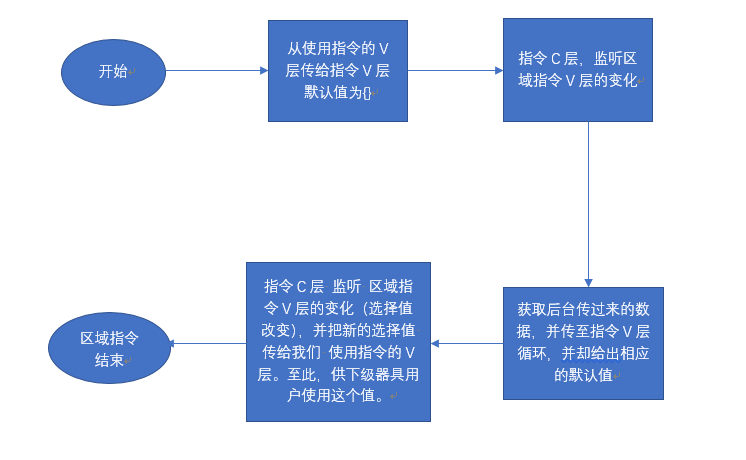 开始
从使用指令的 V
层传给指令 V 层
默认值为{}
指令 C 层，监听区
域指令 V 层的变化
获取后台传过来的数
据，并传至指令 V 层
循环，并却给出相应
的默认值
指令 C 层 监听 区域指
令 V 层的变化（选择值
改变），并把新的选择值
传给我们 使用指令的 V
层。至此，供下级器具用
户使用这个值。
区域指令
结束